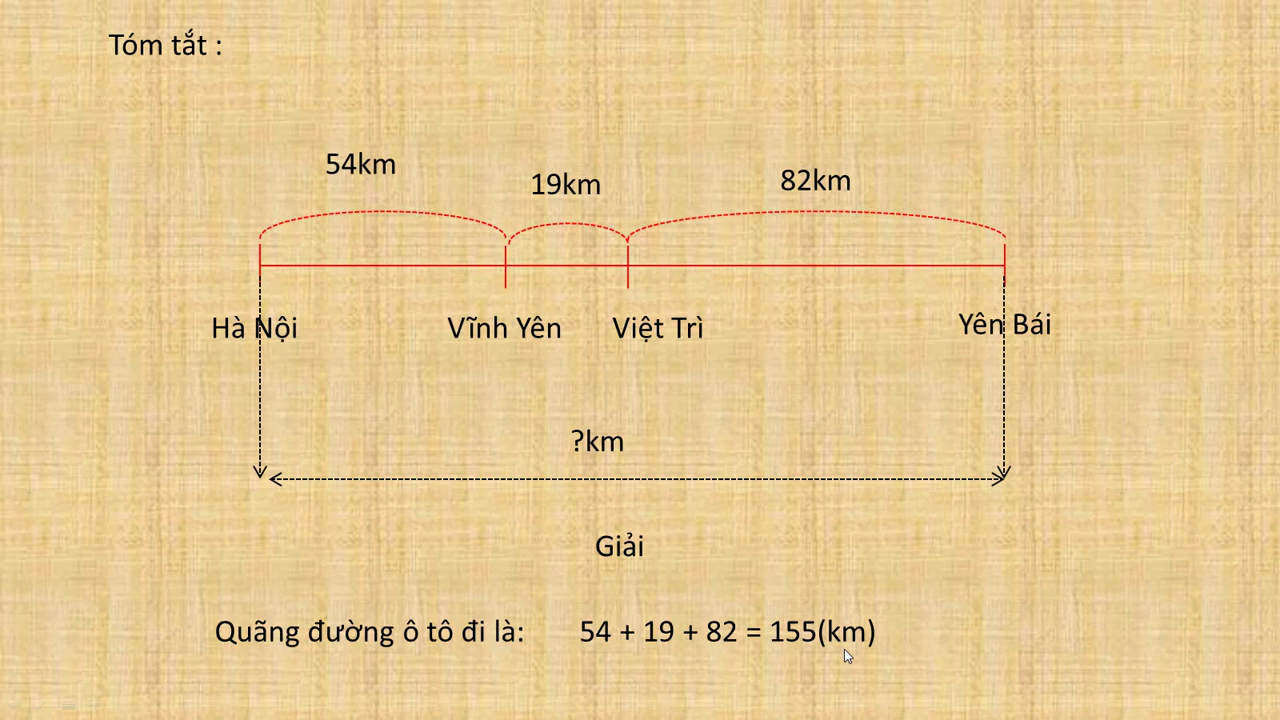 Tóm tắt :
54km
19km
82km
Hà Nội
Vĩnh Yên
Việt Trì
Yên Bái
?km
Giải
Quãng đường ô tô đi là: 54 + 19 + 82 = 155(km)